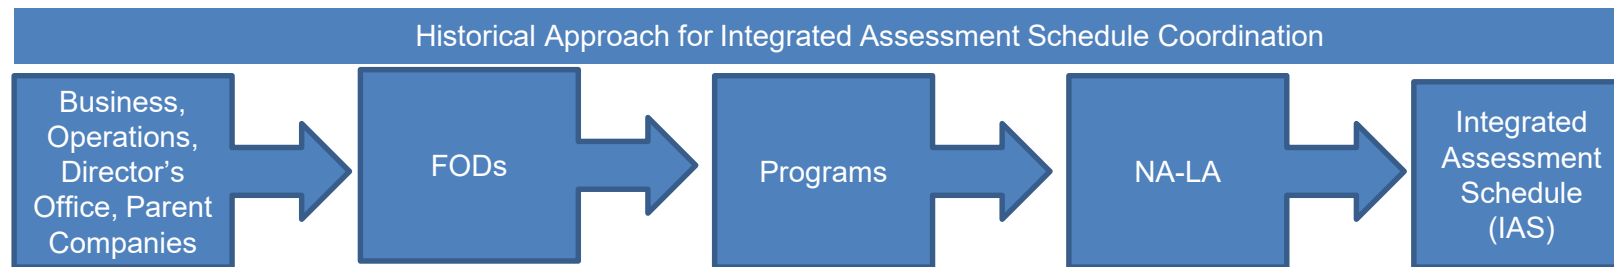 Historical Approach for Integrated Assessment Schedule Coordination
Business,
Operations,
Director’s
Office, Parent
Companies
FODs
Programs
NA-LA
Integrated
Assessment
Schedule
(IAS)